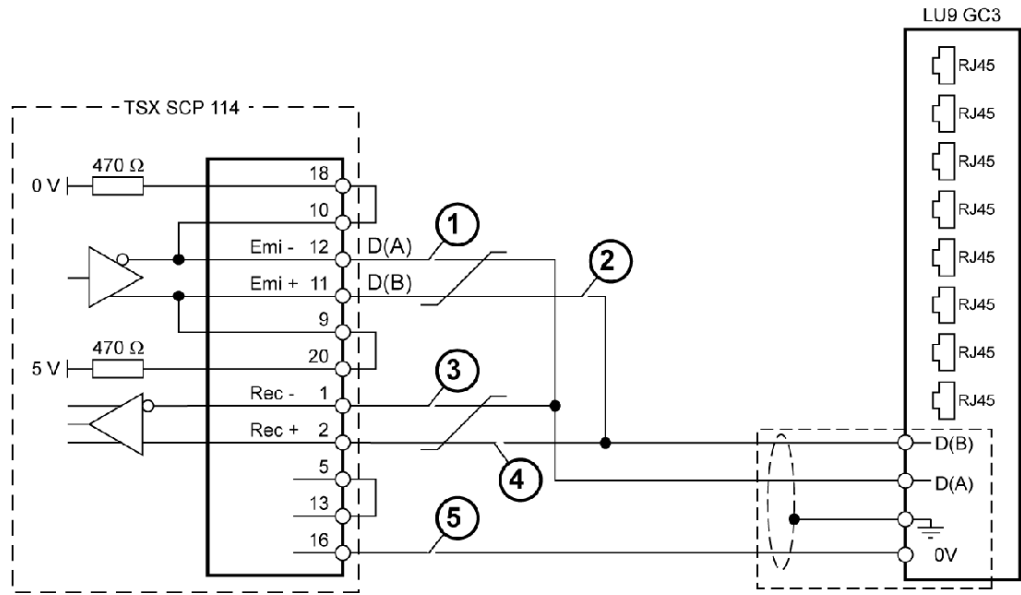 LU9 GC3
RJ45
RJ45
RJ45
RJ45
RJ45
RJ45
RJ45
RJ45
TSX SCP 114
470 Ω
0 V
18
10
Emi - 12 D(A)
1
Emi + 11 D(B)
2
9
470 Ω
5 V
20
Rec - 1
3
Rec + 2
4
5
13
16
5
D(B)
D(A)
0V